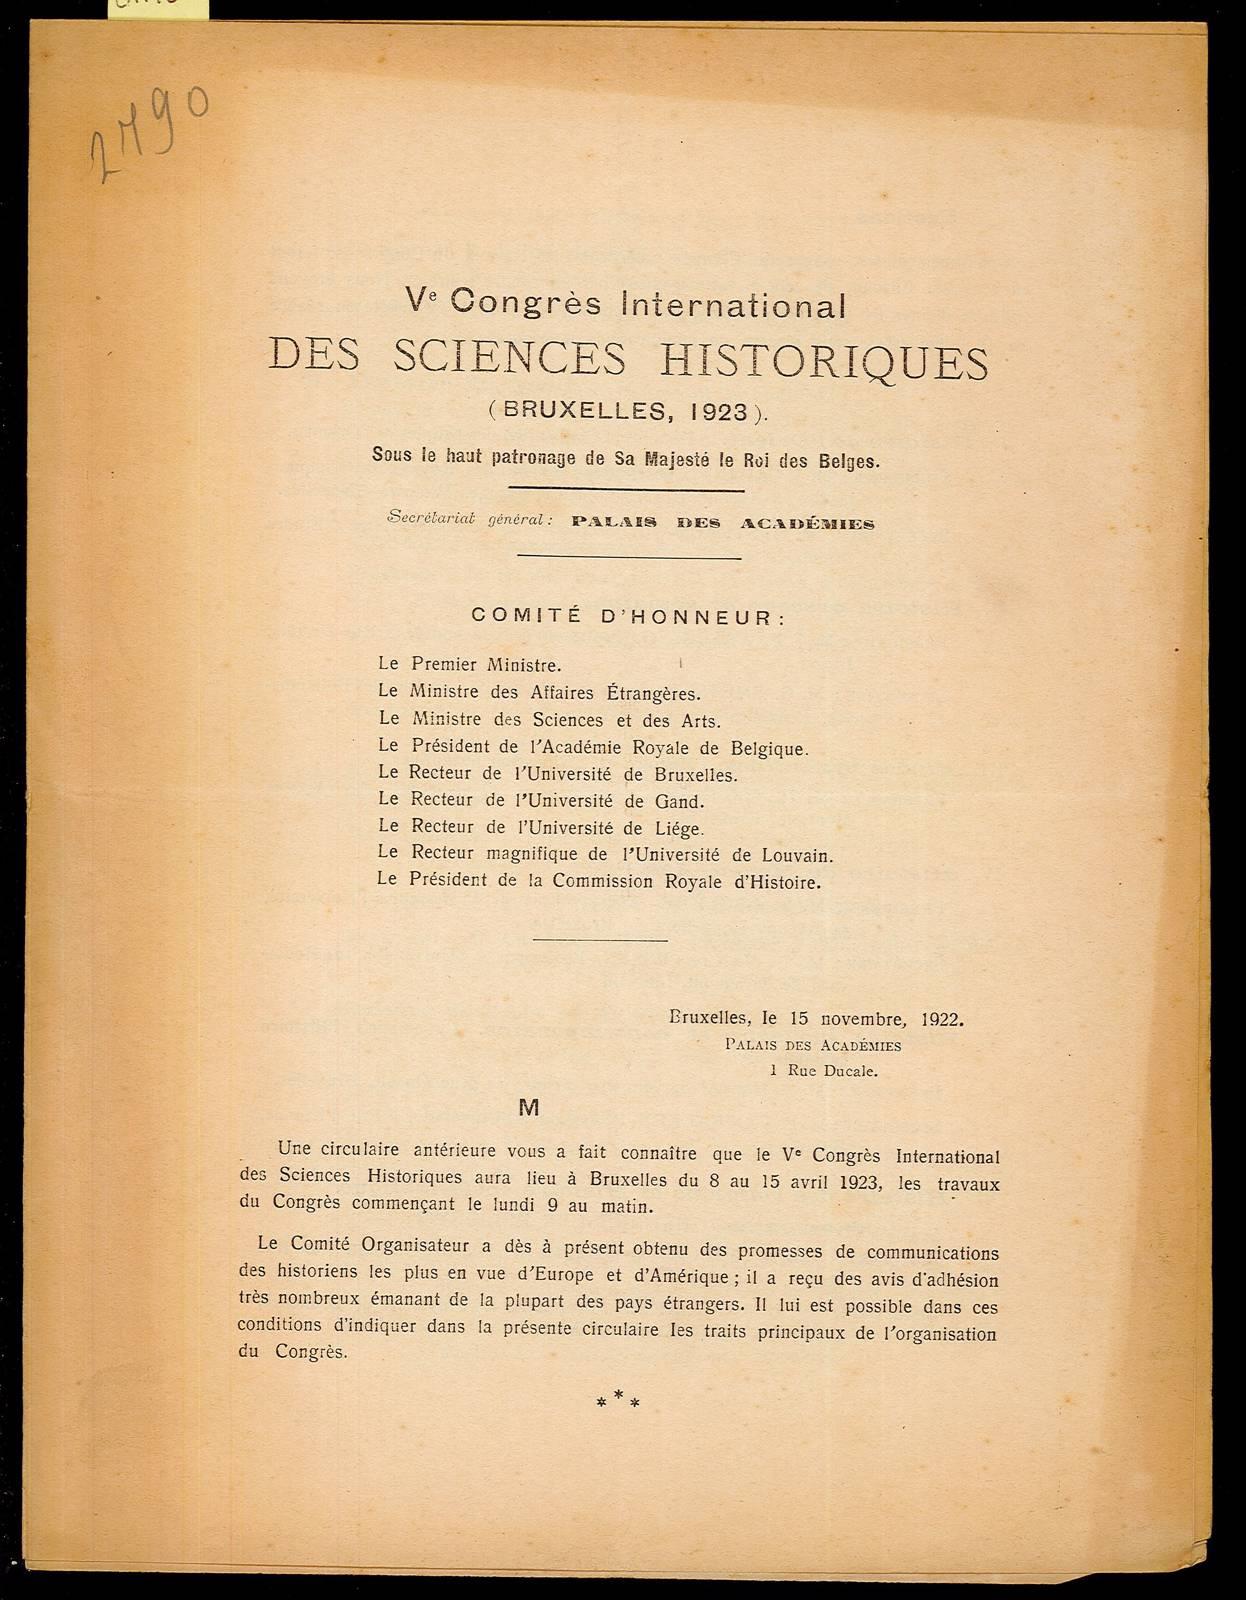 2790
Ve Congrès International
DES SCIENCES HISTORIQUES
(BRUXELLES, 1923).
Sous le haut patronage de Sa Majesté le Roi des Belges.
Secrétariat général : PALAIS DES ACADÉMIES
COMITÉ D'HONNEUR :
Le Premier Ministre.
Le Ministre des Affaires Étrangères.
Le Ministre des Sciences et des Arts.
Le Président de l'Académie Royale de Belgique.
Le Recteur de l'Université de Bruxelles.
Le Recteur de l'Université de Gand.
Le Recteur de l'Université de Liége.
Le Recteur magnifique de l'Université de Louvain.
Le Président de la Commission Royale d'Histoire.
Bruxelles, le 15 novembre, 1922.
PALAIS DES ACADÉMIES
1 Rue Ducale.
M
Une circulaire antérieure vous a fait connaître que le Ve Congrès International
des Sciences Historiques aura lieu à Bruxelles du 8 au 15 avril 1923, les travaux
du Congrès commençant le lundi 9 au matin.
Le Comité Organisateur a dès à présent obtenu des promesses de communications
des historiens les plus en vue d'Europe et d'Amérique ; il a reçu des avis d'adhésion
très nombreux émanant de la plupart des pays étrangers. Il lui est possible dans ces
conditions d'indiquer dans la présente circulaire les traits principaux de l'organisation
du Congrès.
* * *